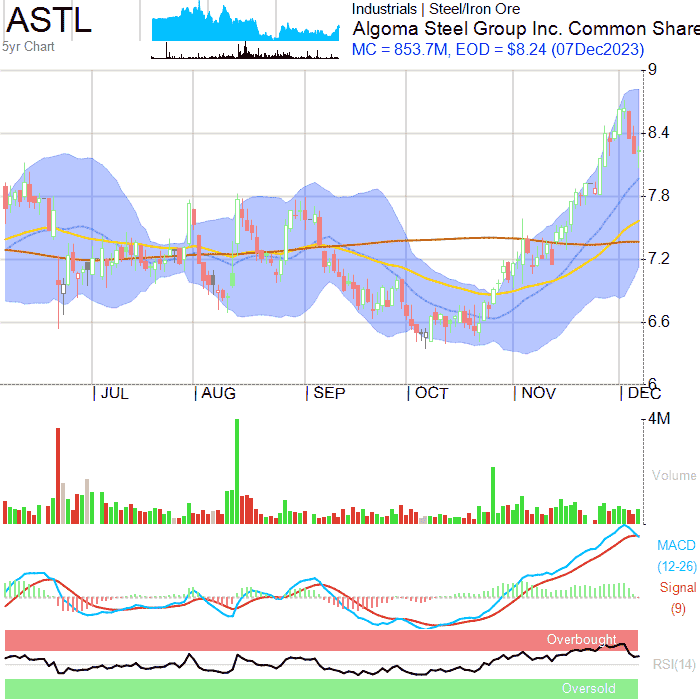 ASTL
5yr Chart
Industrials | Steel/Iron Ore
Algoma Steel Group Inc. Common Share
MC = 853.7M, EOD = $8.24 (07Dec2023)
9
8.4
7.8
7.2
6.6
6
JUL
AUG
SEP
OCT
NOV
DEC
4M
Volume
MACD
(12-26)
Signal
(9)
Overbought
RSI(14)
Oversold